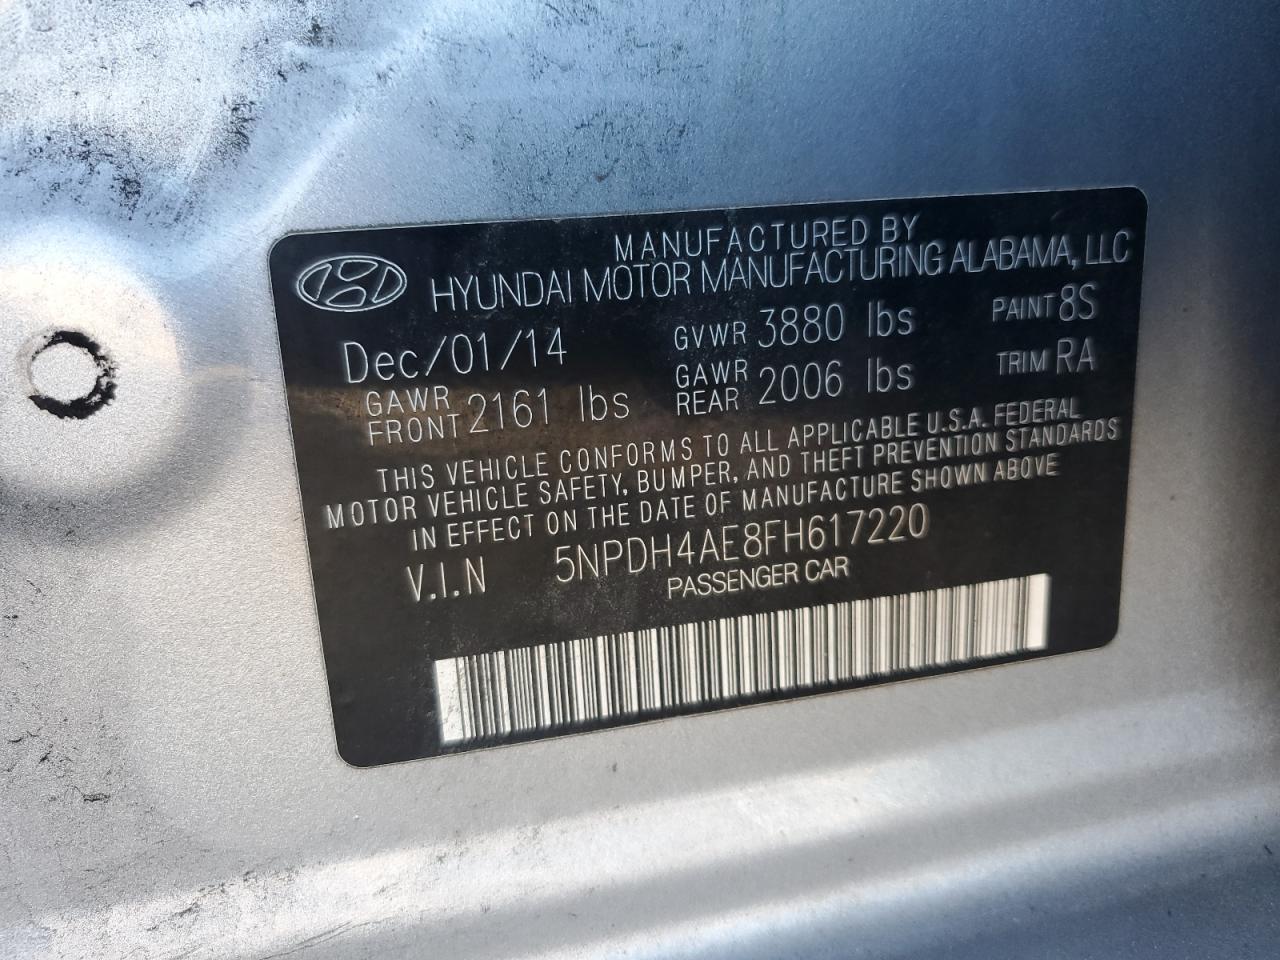 MANUFACTURED BY
HYUNDAI MOTOR MANUFACTURING ALABAMA, LLC
Dec/01/14 GVWR 3880 lbs PAINT 8S
GAWR FRONT 2161 lbs GAWR REAR 2006 lbs TRIM RA
THIS VEHICLE CONFORMS TO ALL APPLICABLE U.S.A. FEDERAL
MOTOR VEHICLE SAFETY, BUMPER, AND THEFT PREVENTION STANDARDS
IN EFFECT ON THE DATE OF MANUFACTURE SHOWN ABOVE
V.I.N 5NPDH4AE8FH617220
PASSENGER CAR